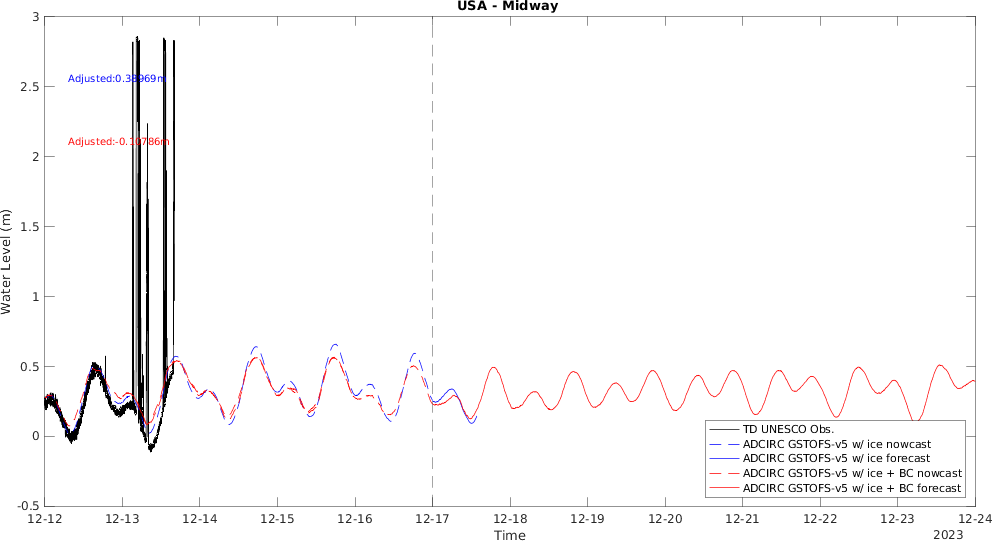 USA - Midway
3
2.5
2
1.5
1
0.5
0
-0.5
Water Level (m)
Adjusted:0.38969m
Adjusted:-0.10786m
12-12 12-13 12-14 12-15 12-16 12-17 12-18 12-19 12-20 12-21 12-22 12-23 12-24
Time
2023
TD UNESCO Obs.
ADCIRC GSTOFS-v5 w/ ice nowcast
ADCIRC GSTOFS-v5 w/ ice forecast
ADCIRC GSTOFS-v5 w/ ice + BC nowcast
ADCIRC GSTOFS-v5 w/ ice + BC forecast